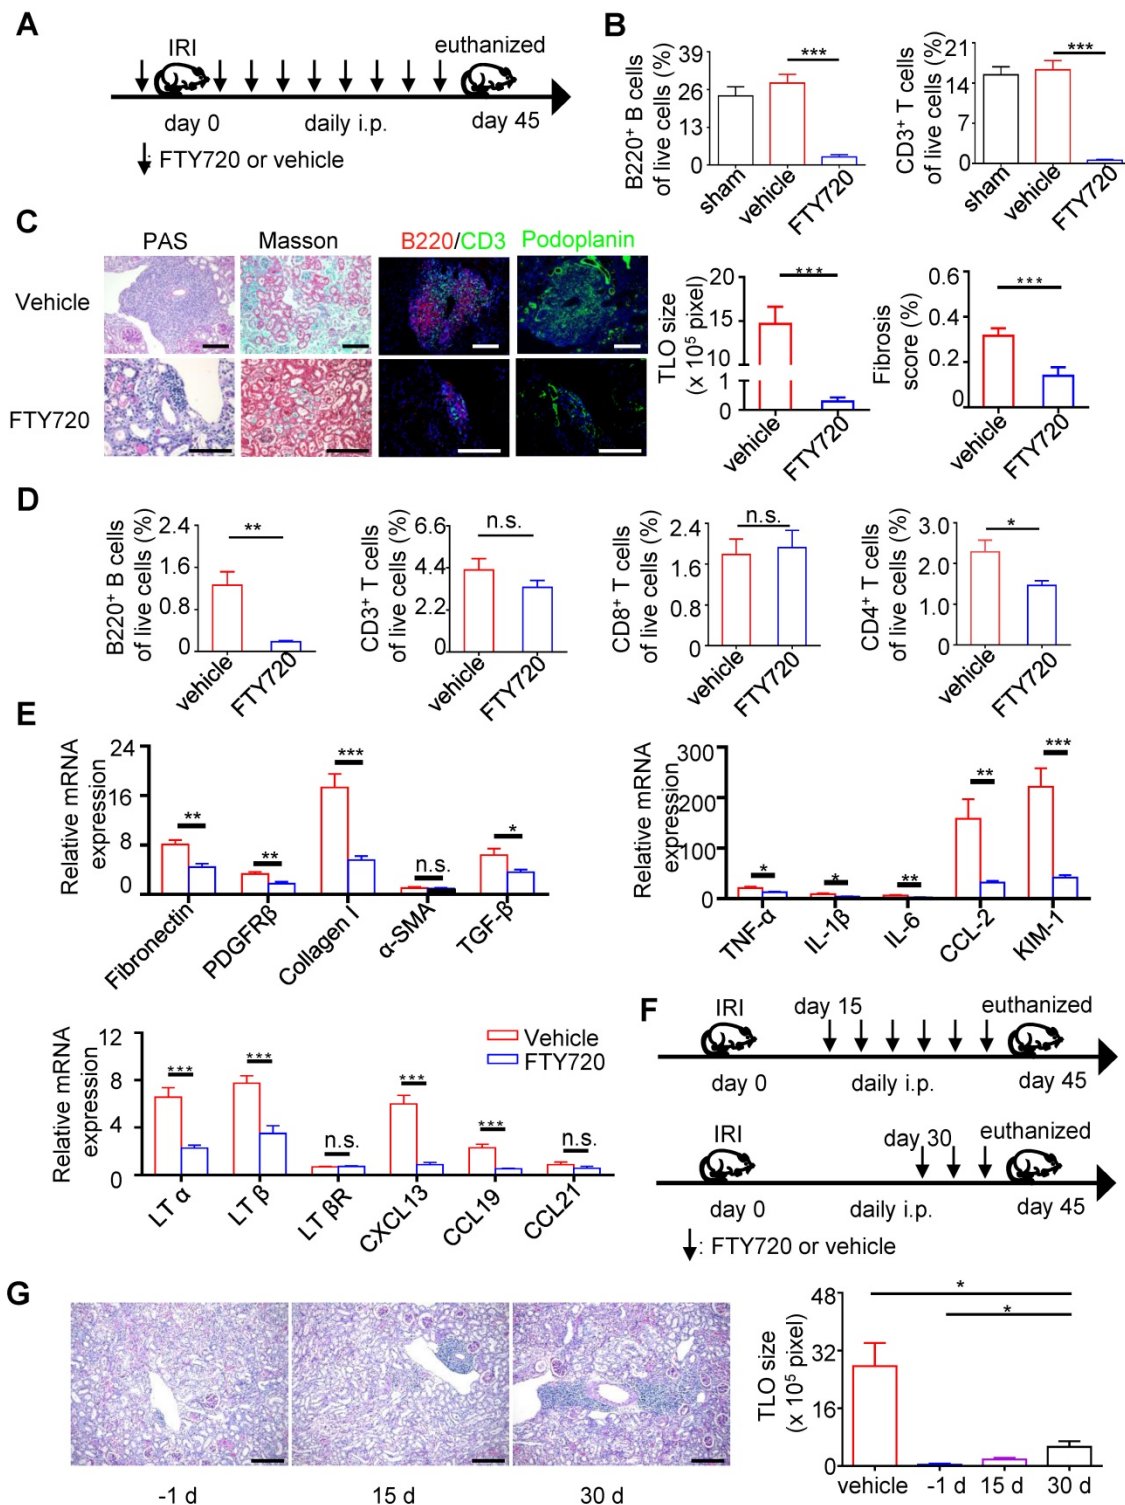 A
IRI
euthanized
day 0
daily i.p.
day 45
: FTY720 or vehicle
B
B220+ B cells
of live cells (%)
39
26
13
0
***
sham
vehicle
FTY720
CD3+ T cells
of live cells (%)
21
14
7
0
***
sham
vehicle
FTY720
C
PAS
Masson
B220/CD3
Podoplanin
Vehicle
FTY720
TLO size
(x 10⁵ pixel)
20
15
10
1
0
***
vehicle
FTY720
Fibrosis
score (%)
0.6
0.4
0.2
0
***
vehicle
FTY720
D
B220+ B cells
of live cells (%)
2.4
1.6
0.8
0
**
vehicle
FTY720
CD3+ T cells
of live cells (%)
6.6
4.4
2.2
0
n.s.
vehicle
FTY720
CD8+ T cells
of live cells (%)
2.4
1.6
0.8
0
n.s.
vehicle
FTY720
CD4+ T cells
of live cells (%)
3.0
2.0
1.0
0
*
vehicle
FTY720
E
Relative mRNA
expression
24
16
8
0
**
**
***
n.s.
*
Fibronectin
PDGFRβ
Collagen I
α-SMA
TGF-β
Relative mRNA
expression
300
200
100
0
*
*
**
**
***
TNF-α
IL-1β
IL-6
CCL-2
KIM-1
Relative mRNA
expression
12
8
4
0
***
***
n.s.
***
***
n.s.
Vehicle
FTY720
LT α
LT β
LT βR
CXCL13
CCL19
CCL21
F
IRI
day 15
euthanized
day 0
daily i.p.
day 45
IRI
day 30
euthanized
day 0
daily i.p.
day 45
: FTY720 or vehicle
G
-1 d
15 d
30 d
TLO size
(x 10⁵ pixel)
48
32
16
0
*
*
vehicle
-1 d
15 d
30 d